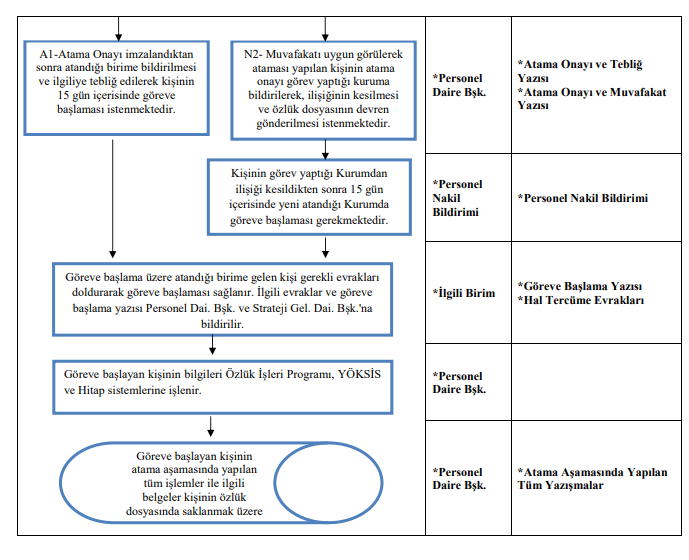 A1-Atama Onayı imzalandıktan
sonra atandığı birime bildirilmesi
ve ilgiliye tebliğ edilerek kişinin
15 gün içerisinde göreve
başlaması istenmektedir.
N2- Muvafakatı uygun görülerek
ataması yapılan kişinin atama
onayı görev yaptığı kuruma
bildirilerek, ilişiğinin kesilmesi
ve özlük dosyasının devren
gönderilmesi istenmektedir.
*Personel
Daire Bşk.
*Atama Onayı ve Tebliğ
Yazısı
*Atama Onayı ve Muvafakat
Yazısı
Kişinin görev yaptığı Kurumdan
ilişiği kesildikten sonra 15 gün
içerisinde yeni atandığı Kurumda
göreve başlaması gerekmektedir.
*Personel
Nakil
Bildirimi
*Personel Nakil Bildirimi
Göreve başlama üzere atandığı birime gelen kişi gerekli evrakları
doldurarak göreve başlaması sağlanır. İlgili evraklar ve göreve
başlama yazısı Personel Dai. Bşk. ve Strateji Gel. Dai. Bşk.'na
bildirilir.
*İlgili Birim
*Göreve Başlama Yazısı
*Hal Tercüme Evrakları
Göreve başlayan kişinin bilgileri Özlük İşleri Programı, YÖKSİS
ve Hitap sistemlerine işlenir.
*Personel
Daire Bşk.
Göreve başlayan kişinin
atama aşamasında yapılan
tüm işlemler ile ilgili
belgeler kişinin özlük
dosyasında saklanmak üzere
*Personel
Daire Bşk.
*Atama Aşamasında Yapılan
Tüm Yazışmalar